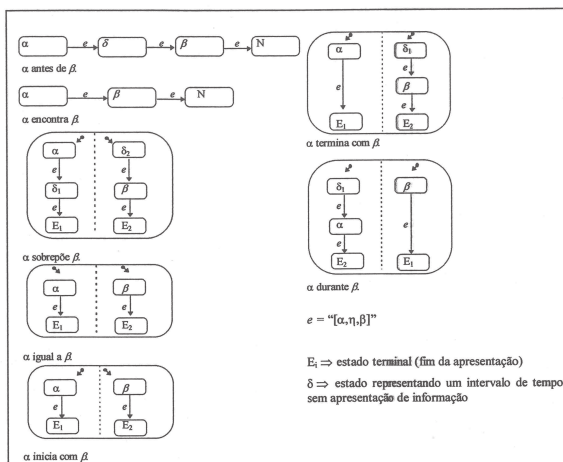 α e δ e β e N
α antes de β.
α e β e N
α encontra β.
α δ₂
e e
δ₁ β
e e
E₁ E₂
α sobrepõe β.
α β
e e
E₁ E₂
α igual a β.
α β
e e
E₁ E₂
α inicia com β.
α δ₁
e
e β
e
E₁ E₂
α termina com β.
δ₁ β
e
α e
e
E₂ E₁
α durante β.
e = “[α,η,β]”
Eᵢ ⇒ estado terminal (fim da apresentação)
δ ⇒ estado representando um intervalo de tempo
sem apresentação de informação